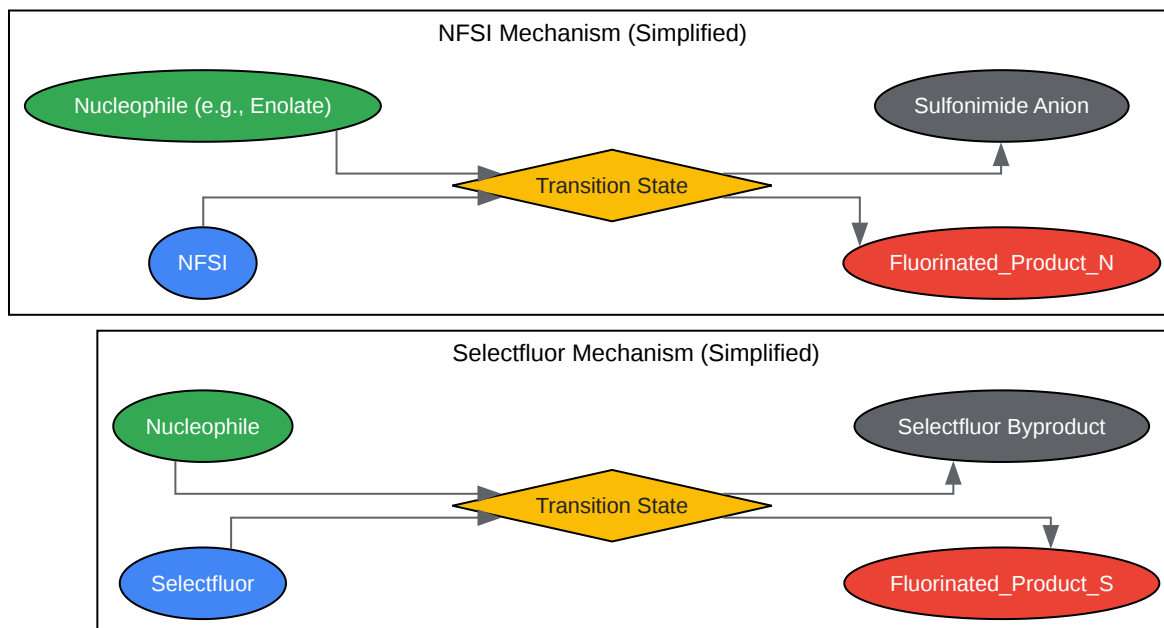 NFSI Mechanism (Simplified)
Nucleophile (e.g., Enolate)
Sulfonimide Anion
Transition State
NFSI
Fluorinated_Product_N
Selectfluor Mechanism (Simplified)
Nucleophile
Selectfluor Byproduct
Transition State
Selectfluor
Fluorinated_Product_S